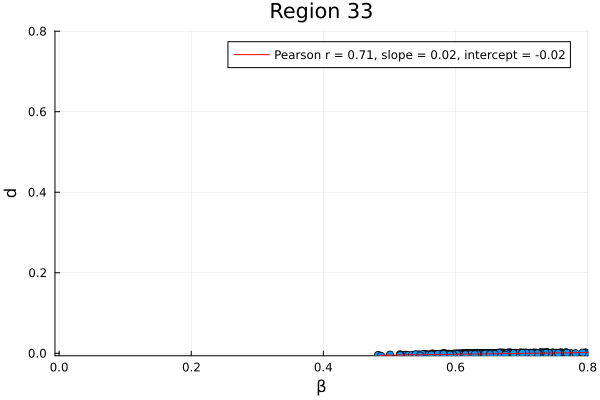 Region 33
Pearson r = 0.71, slope = 0.02, intercept = -0.02
0.8
0.6
d
0.4
0.2
0.0
0.0 0.2 0.4 0.6 0.8
β